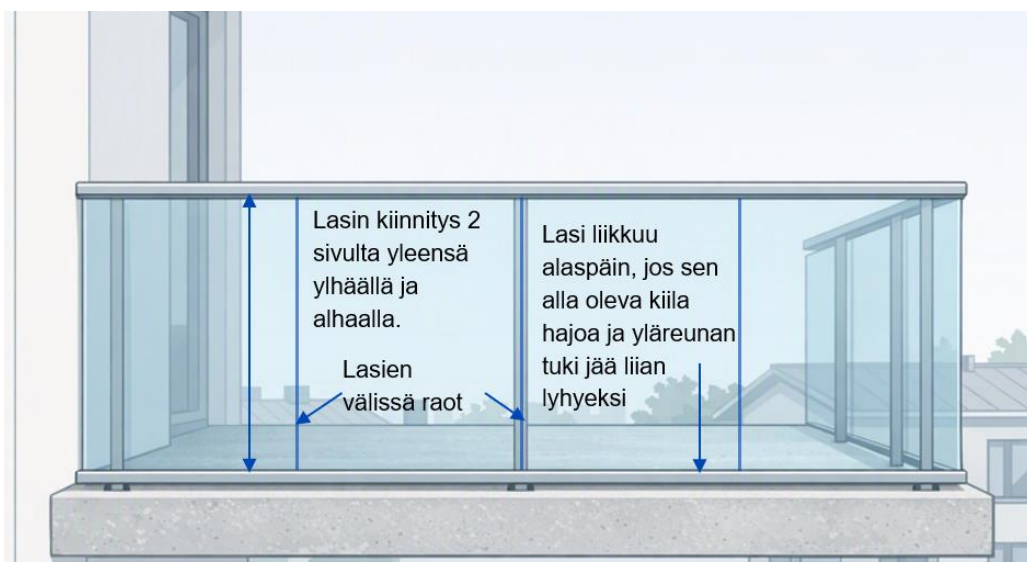 Lasin kiinnitys 2
sivulta yleensä
ylhäällä ja
alhaalla.
Lasien
välissä raot
Lasi liikkuu
alaspäin, jos sen
alla oleva kiila
hajoa ja yläreunan
tuki jää liian
lyhyeksi